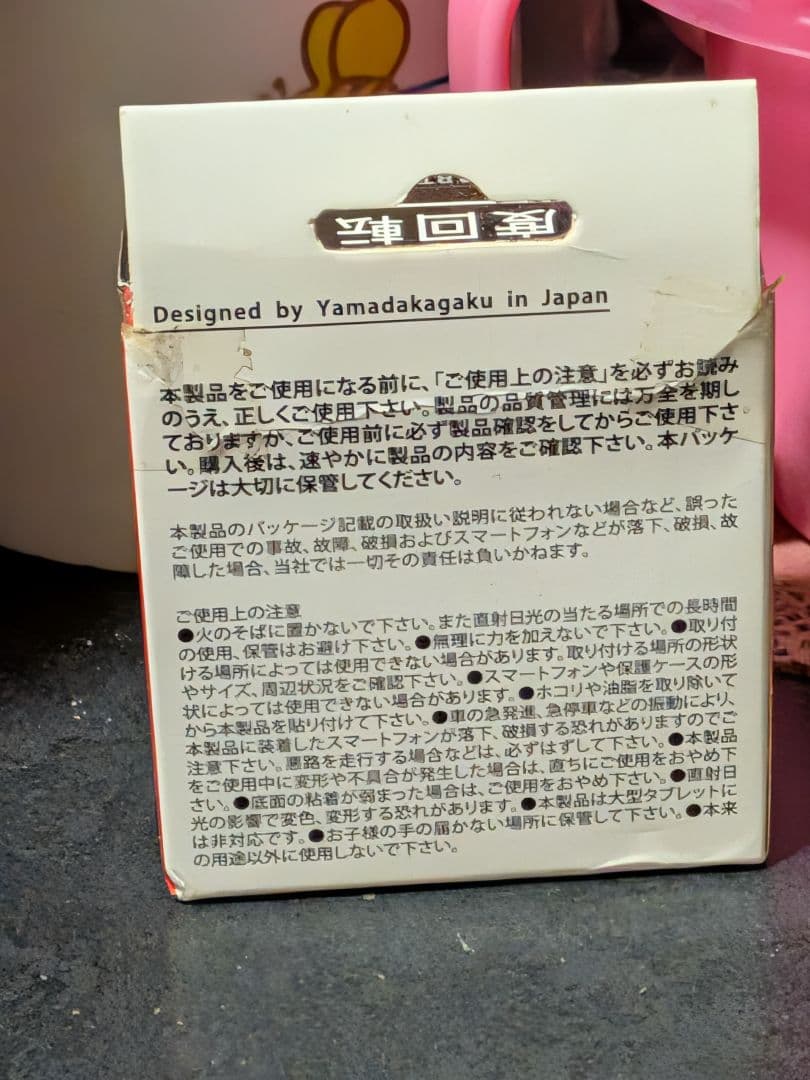 度回転
Designed by Yamadakagaku in Japan
本製品をご使用になる前に、「ご使用上の注意」を必ずお読み
のうえ、正しくご使用下さい。製品の品質管理には万全を期し
ておりますが、ご使用前に必ず製品確認をしてからご使用下さ
い。購入後は、速やかに製品の内容をご確認下さい。本パッケ
ージは大切に保管してください。
本製品のパッケージ記載の取扱い説明に従われない場合など、誤った
ご使用での事故、故障、破損およびスマートフォンなどが落下、破損、故
障した場合、当社では一切その責任は負いかねます。
ご使用上の注意
●火のそばに置かないで下さい。また直射日光の当たる場所での長時間
の使用、保管はお避け下さい。●無理に力を加えないで下さい。●取り付
ける場所によっては使用できない場合があります。取り付ける場所の形状
やサイズ、周辺状況をご確認下さい。●スマートフォンや保護ケースの形
状によっては使用できない場合があります。●ホコリや油脂を取り除いて
から本製品を貼り付けて下さい。●車の急発進、急停車などの振動により、
本製品に装着したスマートフォンが落下、破損する恐れがありますのでご
注意下さい。悪路を走行する場合などは、必ずはずして下さい。●本製品
をご使用中に変形や不具合が発生した場合は、直ちにご使用をおやめ下
さい。●底面の粘着が弱まった場合は、ご使用をおやめ下さい。●直射日
光の影響で変色、変形する恐れがあります。●本製品は大型タブレットに
は非対応です。●お子様の手の届かない場所に保管して下さい。●本来
の用途以外に使用しないで下さい。